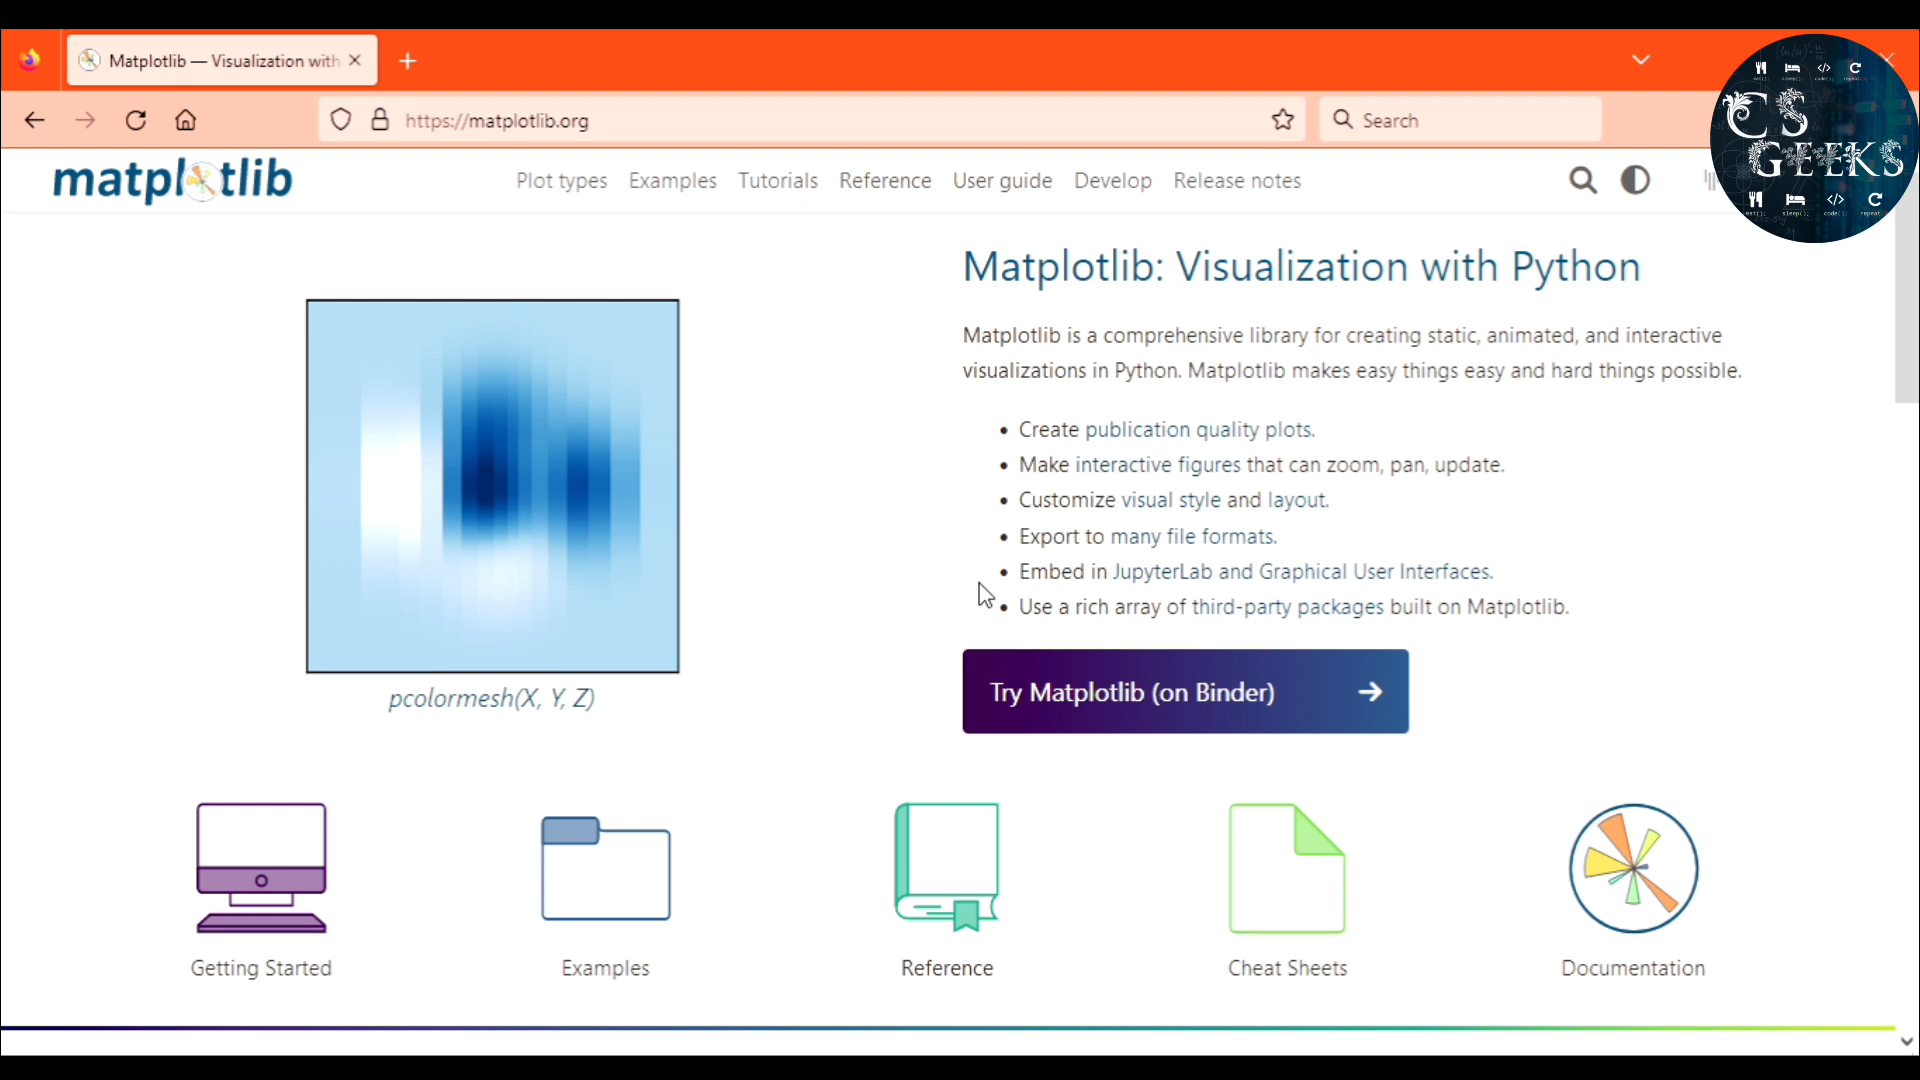 Matplotlib — Visualization with
https://matplotlib.org
Search
CS
GEEKS
eat(); sleep(); code(); repeat
matplotlib
Plot types Examples Tutorials Reference User guide Develop Release notes
Matplotlib: Visualization with Python
Matplotlib is a comprehensive library for creating static, animated, and interactive
visualizations in Python. Matplotlib makes easy things easy and hard things possible.
Create publication quality plots.
Make interactive figures that can zoom, pan, update.
Customize visual style and layout.
Export to many file formats.
Embed in JupyterLab and Graphical User Interfaces.
Use a rich array of third-party packages built on Matplotlib.
pcolormesh(X, Y, Z)
Try Matplotlib (on Binder)
Getting Started
Examples
Reference
Cheat Sheets
Documentation